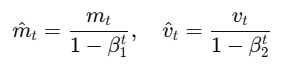 m̂_t = m_t / (1 − β_1^t), v̂_t = v_t / (1 − β_2^t)